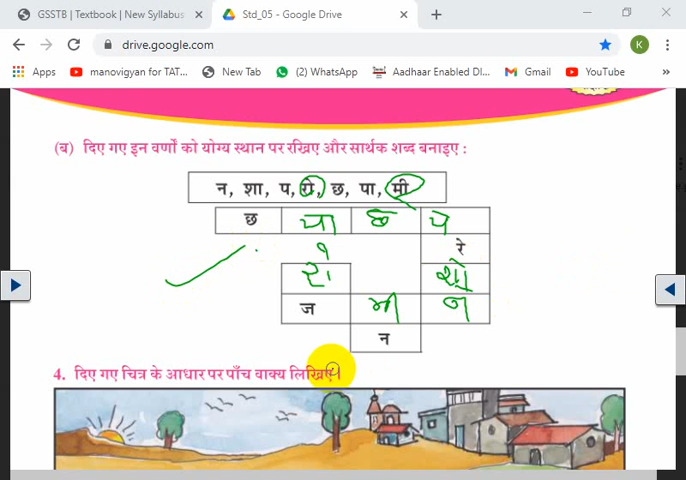 GSSTB | Textbook | New Syllabus × Std_05 - Google Drive × +
drive.google.com K
Apps manovigyan for TAT... New Tab (2) WhatsApp Aadhaar Enabled DI... Gmail YouTube »
(ब) दिए गए इन वर्णों को योग्य स्थान पर रखिए और सार्थक शब्द बनाइए :
न, शा, प, रो, छ, पा, मी
छ पा छ प
रे
रो शा
ज मी न
न
4. दिए गए चित्र के आधार पर पाँच वाक्य लिखिए।